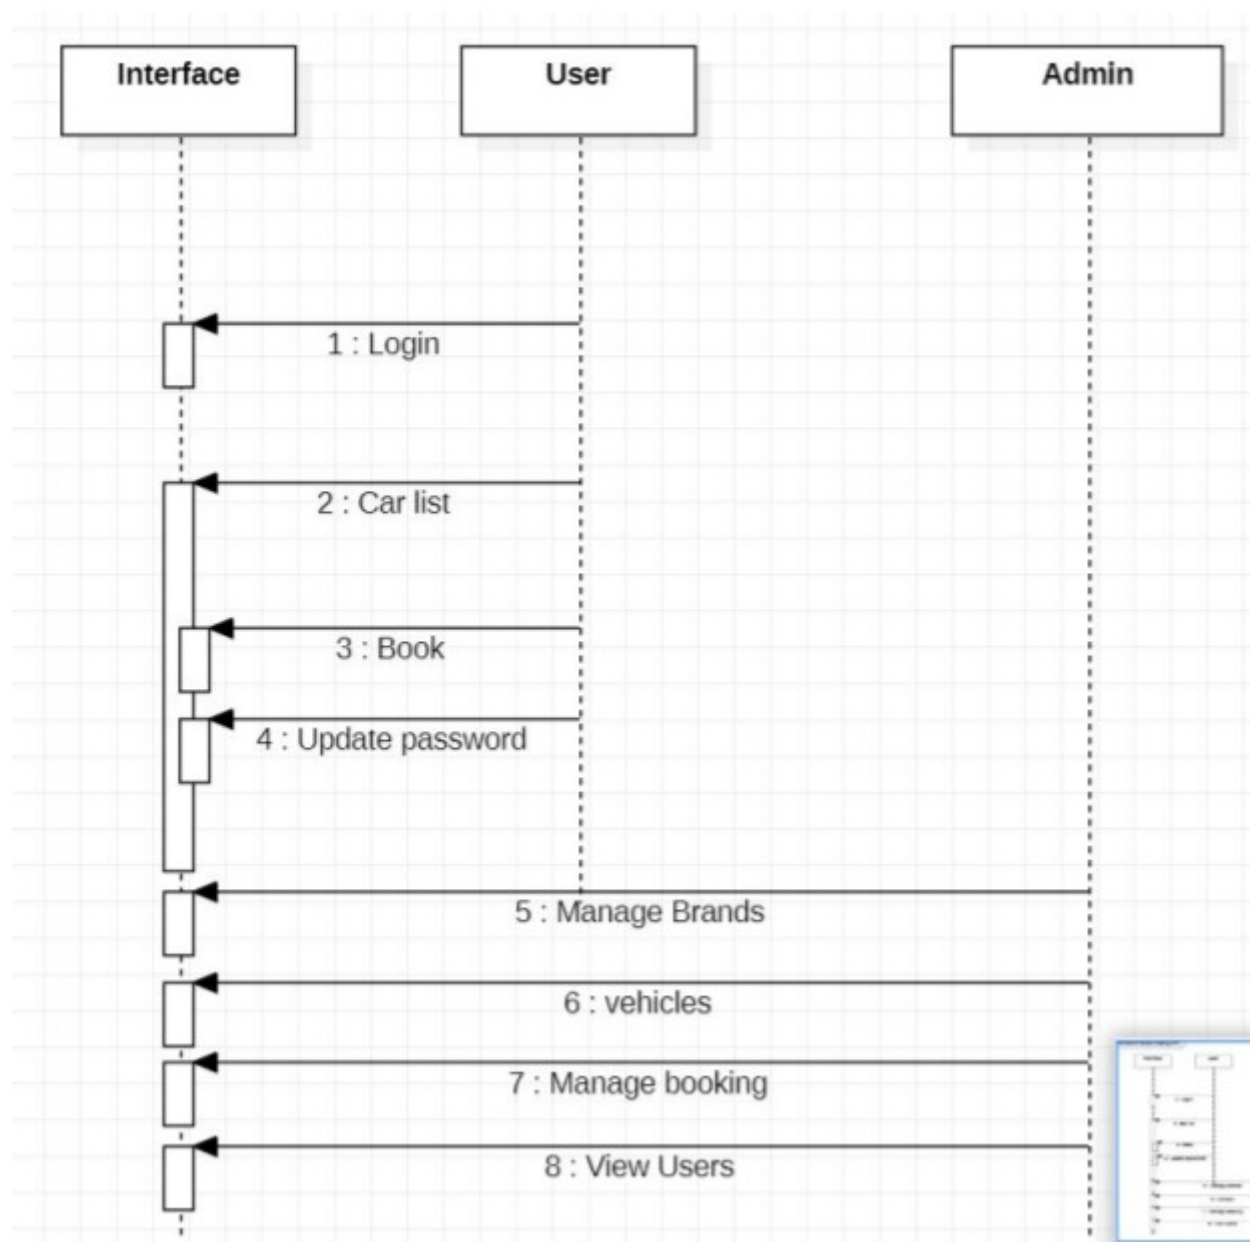 Interface
User
Admin
1 : Login
2 : Car list
3 : Book
4 : Update password
5 : Manage Brands
6 : vehicles
7 : Manage booking
8 : View Users